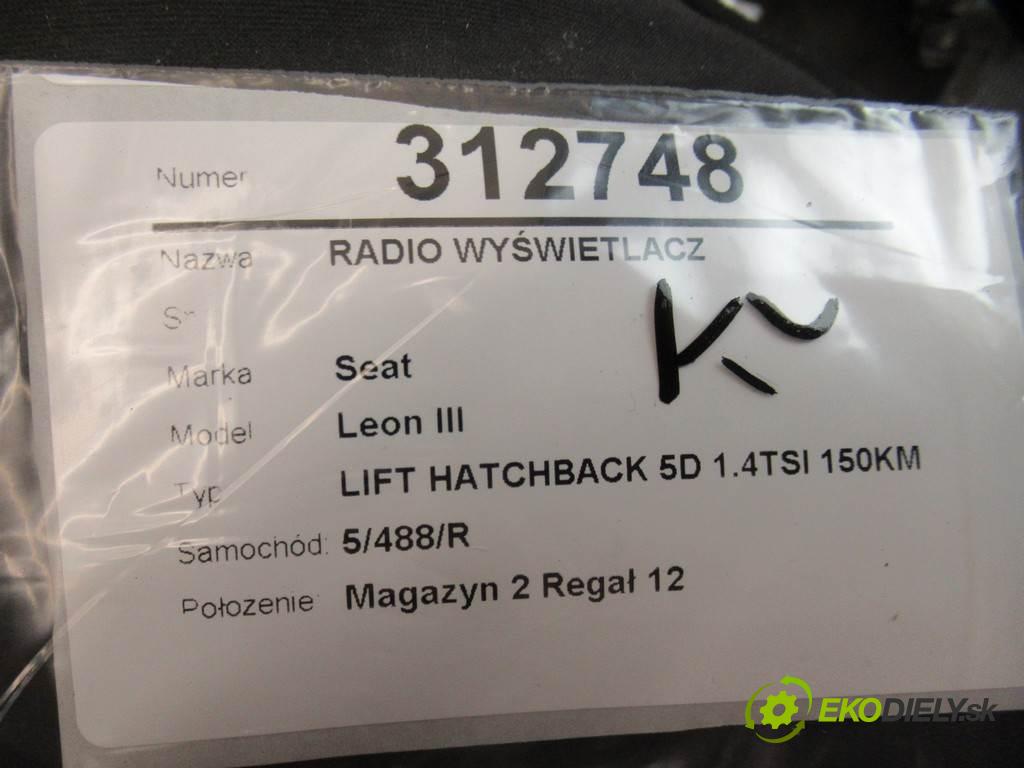 Numer 312748
Nazwa RADIO WYŚWIETLACZ
Marka Seat
Model Leon III
Typ LIFT HATCHBACK 5D 1.4TSI 150KM
Samochód: 5/488/R
Położenie: Magazyn 2 Regał 12
EKODIELY.sk